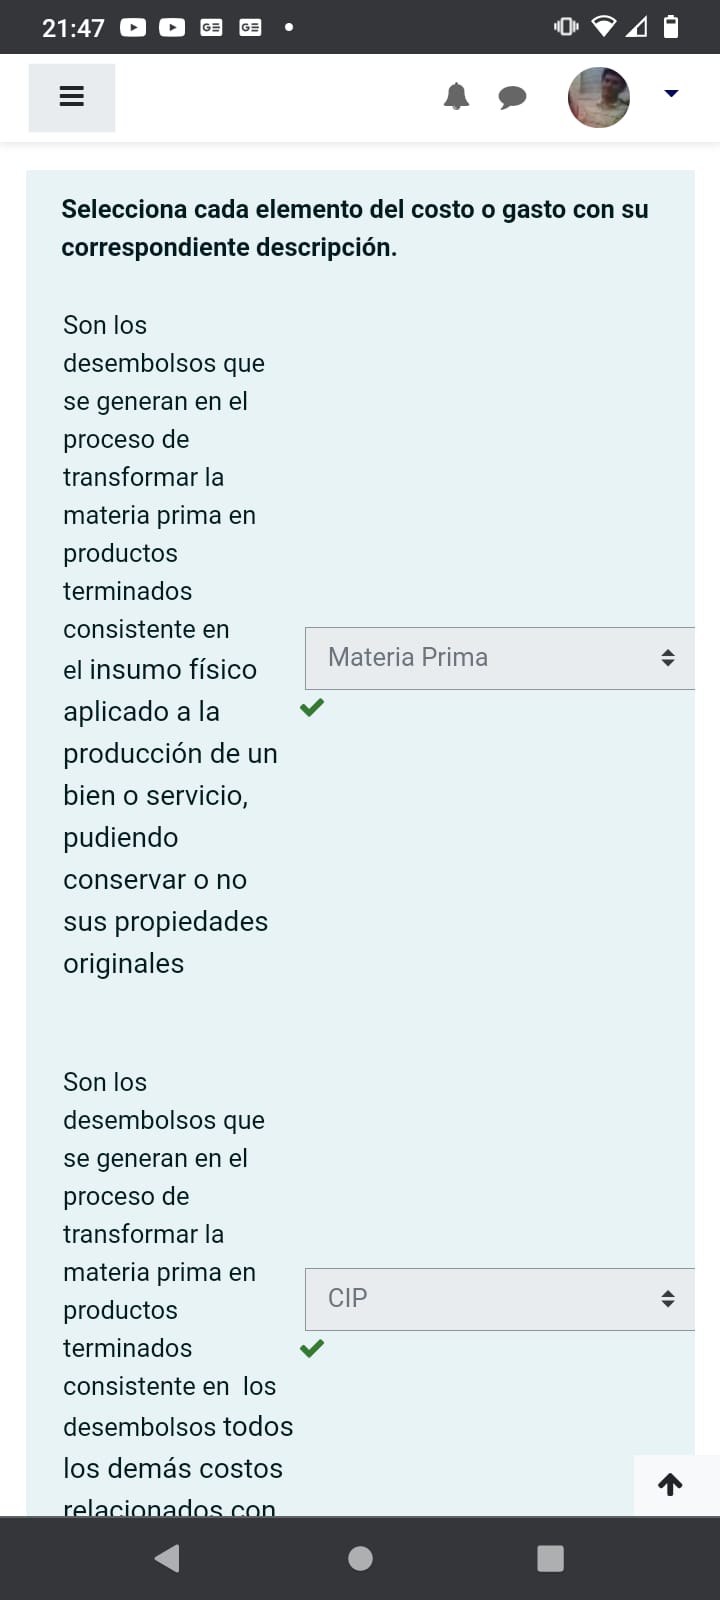 21:47
GE GE
Selecciona cada elemento del costo o gasto con su
correspondiente descripción.
Son los
desembolsos que
se generan en el
proceso de
transformar la
materia prima en
productos
terminados
consistente en
el insumo físico
aplicado a la
producción de un
bien o servicio,
pudiendo
conservar o no
sus propiedades
originales
Materia Prima
Son los
desembolsos que
se generan en el
proceso de
transformar la
materia prima en
productos
terminados
consistente en  los
desembolsos todos
los demás costos
relacionados con
CIP